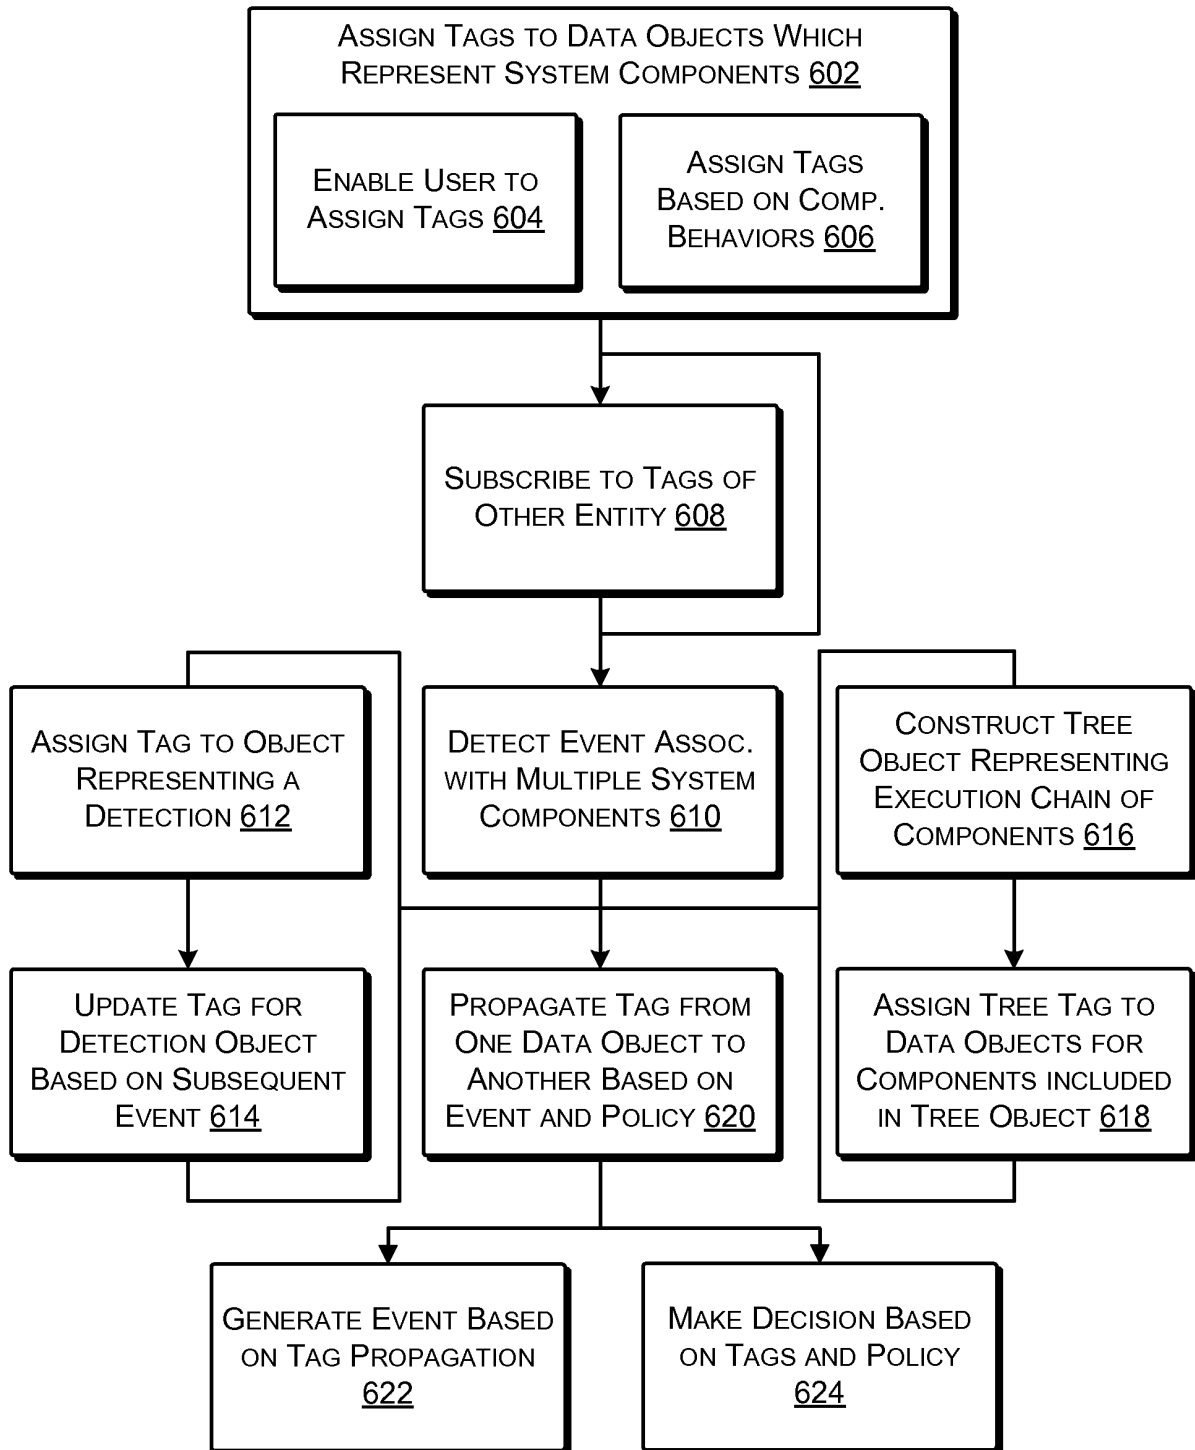 ASSIGN TAGS TO DATA OBJECTS WHICH
REPRESENT SYSTEM COMPONENTS 602
ENABLE USER TO
ASSIGN TAGS 604
ASSIGN TAGS
BASED ON COMP.
BEHAVIORS 606
SUBSCRIBE TO TAGS OF
OTHER ENTITY 608
ASSIGN TAG TO OBJECT
REPRESENTING A
DETECTION 612
DETECT EVENT ASSOC.
WITH MULTIPLE SYSTEM
COMPONENTS 610
CONSTRUCT TREE
OBJECT REPRESENTING
EXECUTION CHAIN OF
COMPONENTS 616
UPDATE TAG FOR
DETECTION OBJECT
BASED ON SUBSEQUENT
EVENT 614
PROPAGATE TAG FROM
ONE DATA OBJECT TO
ANOTHER BASED ON
EVENT AND POLICY 620
ASSIGN TREE TAG TO
DATA OBJECTS FOR
COMPONENTS INCLUDED
IN TREE OBJECT 618
GENERATE EVENT BASED
ON TAG PROPAGATION
622
MAKE DECISION BASED
ON TAGS AND POLICY
624